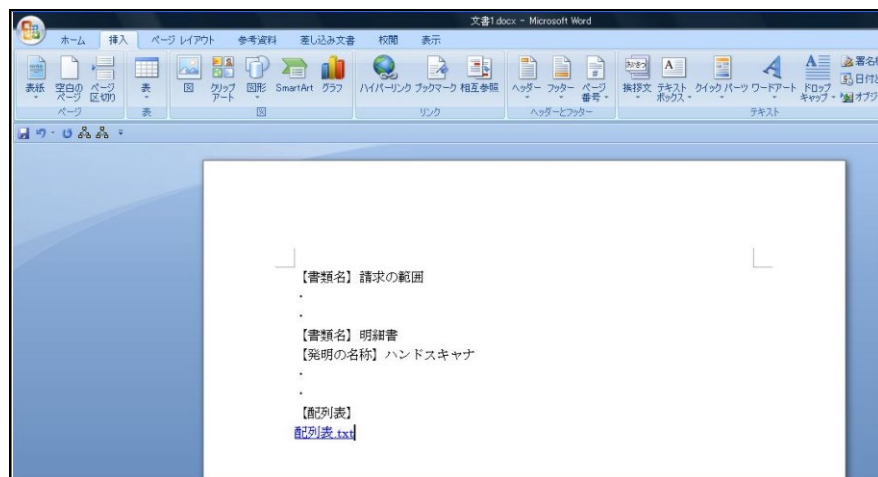 文書1.docx - Microsoft Word
ホーム 挿入 ページ レイアウト 参考資料 差し込み文書 校閲 表示
表紙 空白のページ ページ区切り 表 図 クリップアート 図形 SmartArt グラフ ハイパーリンク ブックマーク 相互参照 ヘッダー フッター ページ番号 挨拶文 テキストボックス クイック パーツ ワードアート ドロップキャップ 署名 日付と オブジ
ページ 表 図 リンク ヘッダーとフッター テキスト
【書類名】請求の範囲
・
・
【書類名】明細書
【発明の名称】ハンドスキャナ
・
・
【配列表】
配列表.txt